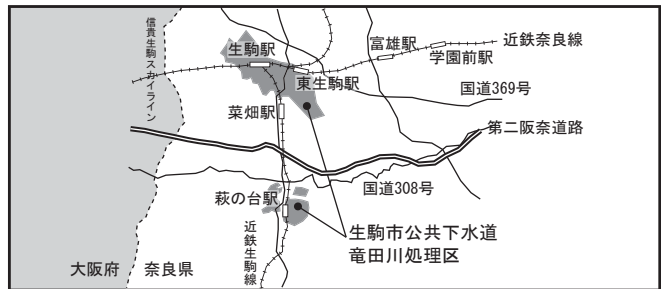 信貴生駒スカイライン
生駒駅
富雄駅
近鉄奈良線
学園前駅
東生駒駅
国道369号
菜畑駅
第二阪奈道路
国道308号
萩の台駅
近鉄生駒線
生駒市公共下水道
竜田川処理区
大阪府
奈良県